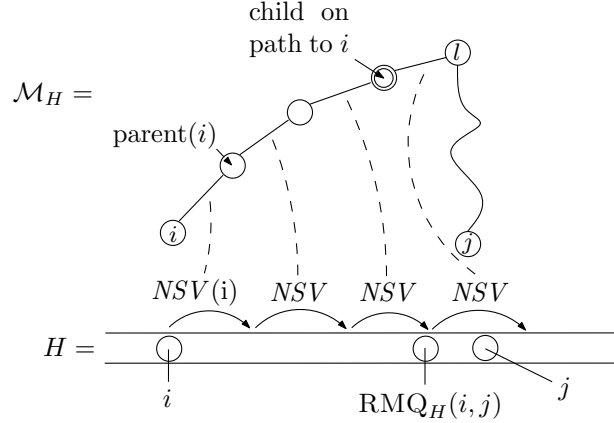 child on
path to i
l
M_H =
parent(i)
i
j
NSV(i) NSV NSV NSV
H =
i
RMQ_H(i, j)
j